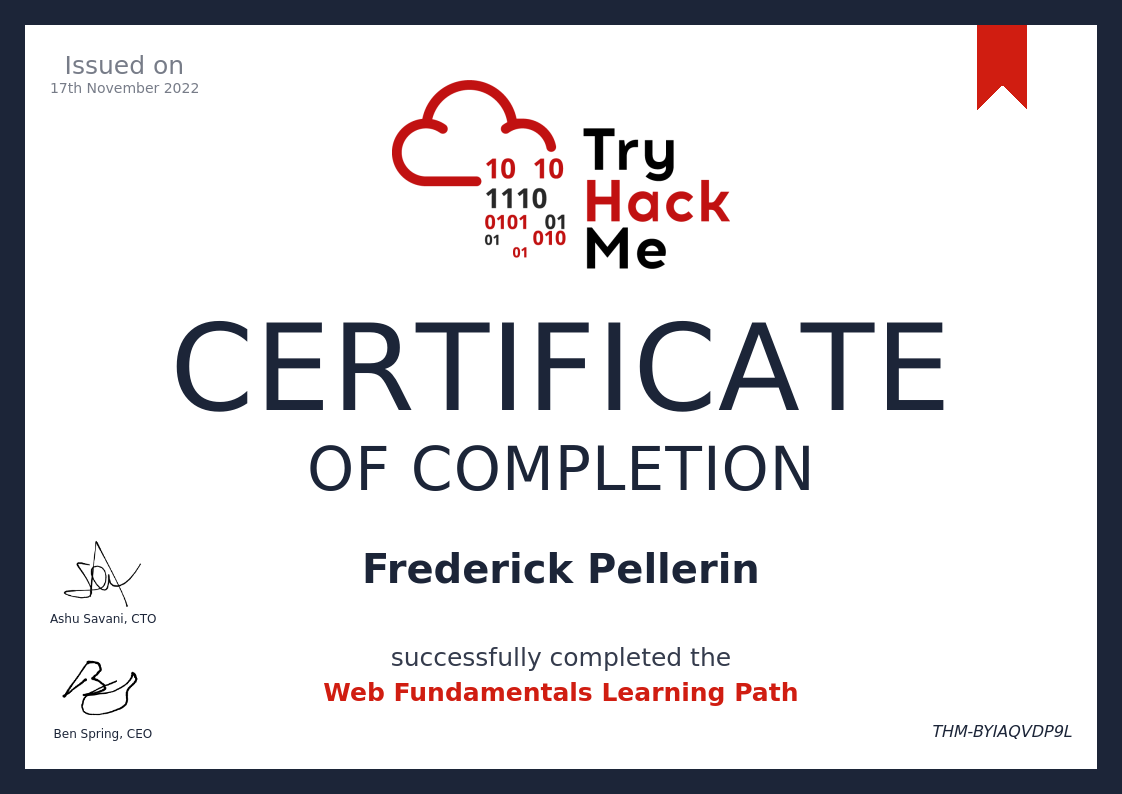 Issued on
17th November 2022
10 10
1110
0101 01
01 010
01
Try
Hack
Me
CERTIFICATE
OF COMPLETION
Frederick Pellerin
Ashu Savani, CTO
successfully completed the
Web Fundamentals Learning Path
Ben Spring, CEO
THM-BYIAQVDP9L